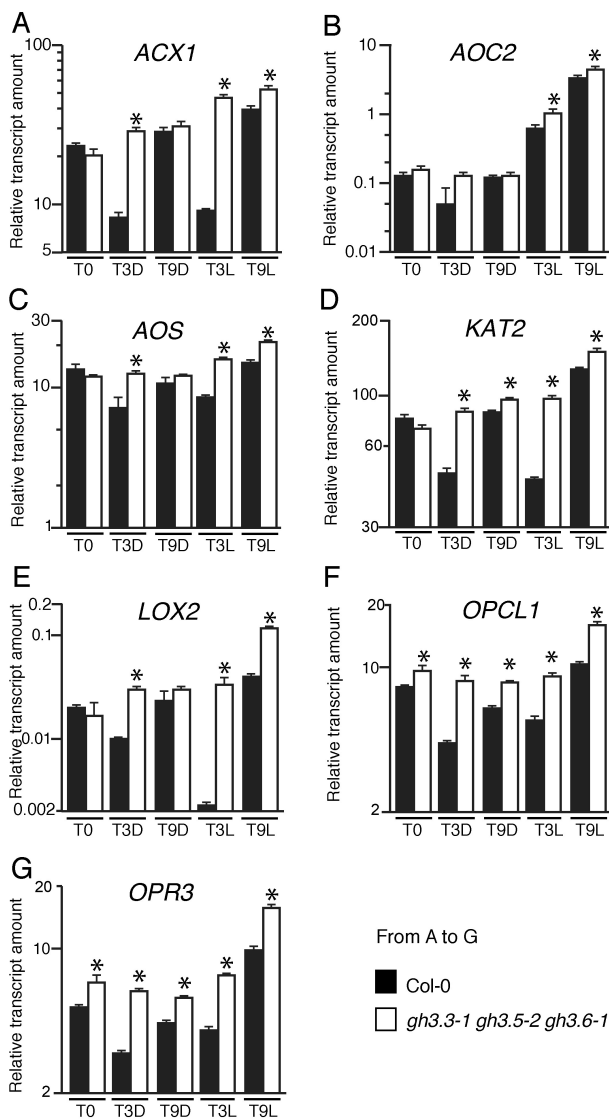 A
ACX1
Relative transcript amount
100
10
5
*
*
*
T0 T3D T9D T3L T9L
B
AOC2
Relative transcript amount
10
1
0.1
0.01
*
*
T0 T3D T9D T3L T9L
C
AOS
Relative transcript amount
30
10
1
*
*
*
T0 T3D T9D T3L T9L
D
KAT2
Relative transcript amount
200
100
60
30
*
*
*
*
T0 T3D T9D T3L T9L
E
LOX2
Relative transcript amount
0.2
0.1
0.01
0.002
*
*
*
T0 T3D T9D T3L T9L
F
OPCL1
Relative transcript amount
20
10
2
*
*
*
*
*
T0 T3D T9D T3L T9L
G
OPR3
Relative transcript amount
20
10
2
*
*
*
*
*
T0 T3D T9D T3L T9L
From A to G
Col-0
gh3.3-1 gh3.5-2 gh3.6-1